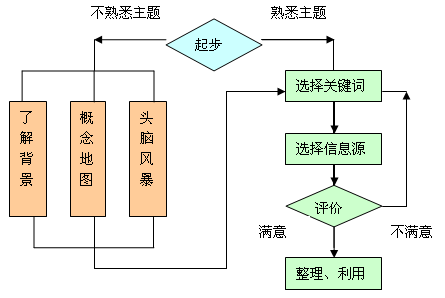 不熟悉主题
熟悉主题
起步
选择关键词
了解背景
概念地图
头脑风暴
选择信息源
评价
满意
不满意
整理、利用